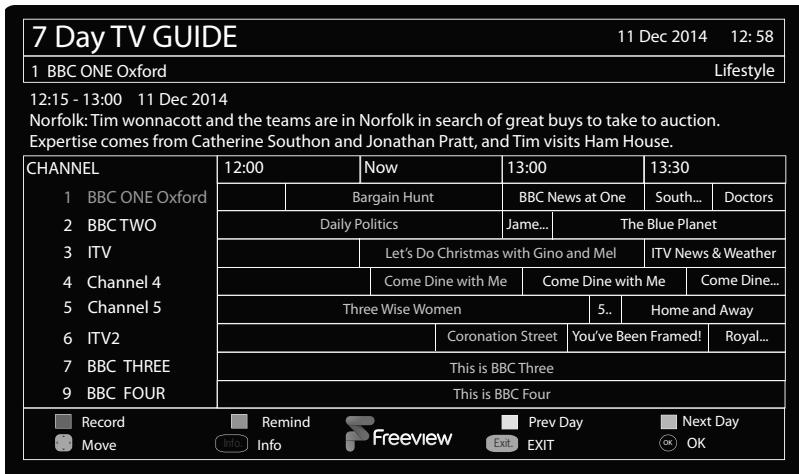 7 Day TV GUIDE 11 Dec 2014 12: 58
1 BBC ONE Oxford Lifestyle
12:15 - 13:00 11 Dec 2014
Norfolk: Tim wonnacott and the teams are in Norfolk in search of great buys to take to auction.
Expertise comes from Catherine Southon and Jonathan Pratt, and Tim visits Ham House.
CHANNEL 12:00 Now 13:00 13:30
1 BBC ONE Oxford Bargain Hunt BBC News at One South... Doctors
2 BBC TWO Daily Politics Jame... The Blue Planet
3 ITV Let's Do Christmas with Gino and Mel ITV News & Weather
4 Channel 4 Come Dine with Me Come Dine with Me Come Dine...
5 Channel 5 Three Wise Women 5.. Home and Away
6 ITV2 Coronation Street You've Been Framed! Royal...
7 BBC THREE This is BBC Three
9 BBC FOUR This is BBC Four
Record Remind Freeview Prev Day Next Day
Move Info. Info Exit. EXIT OK OK